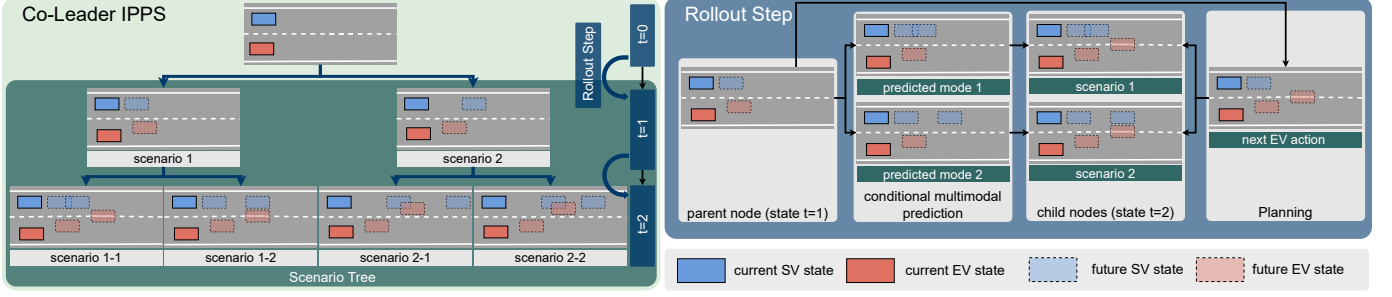 Co-Leader IPPS
Rollout Step
t=0
t=1
t=2
scenario 1
scenario 2
scenario 1-1
scenario 1-2
scenario 2-1
scenario 2-2
Scenario Tree
Rollout Step
predicted mode 1
scenario 1
next EV action
predicted mode 2
scenario 2
parent node (state t=1)
conditional multimodal
prediction
child nodes (state t=2)
Planning
current SV state
current EV state
future SV state
future EV state